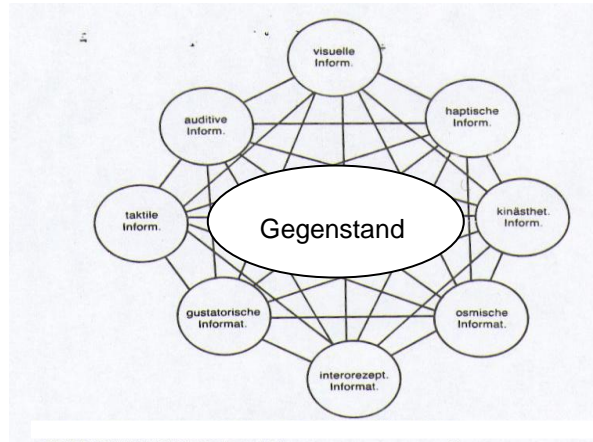 visuelle
Inform.
auditive
Inform.
haptische
Inform.
taktile
Inform.
Gegenstand
kinästhet.
Inform.
gustatorische
Informat.
osmische
Informat.
interorezept.
Informat.